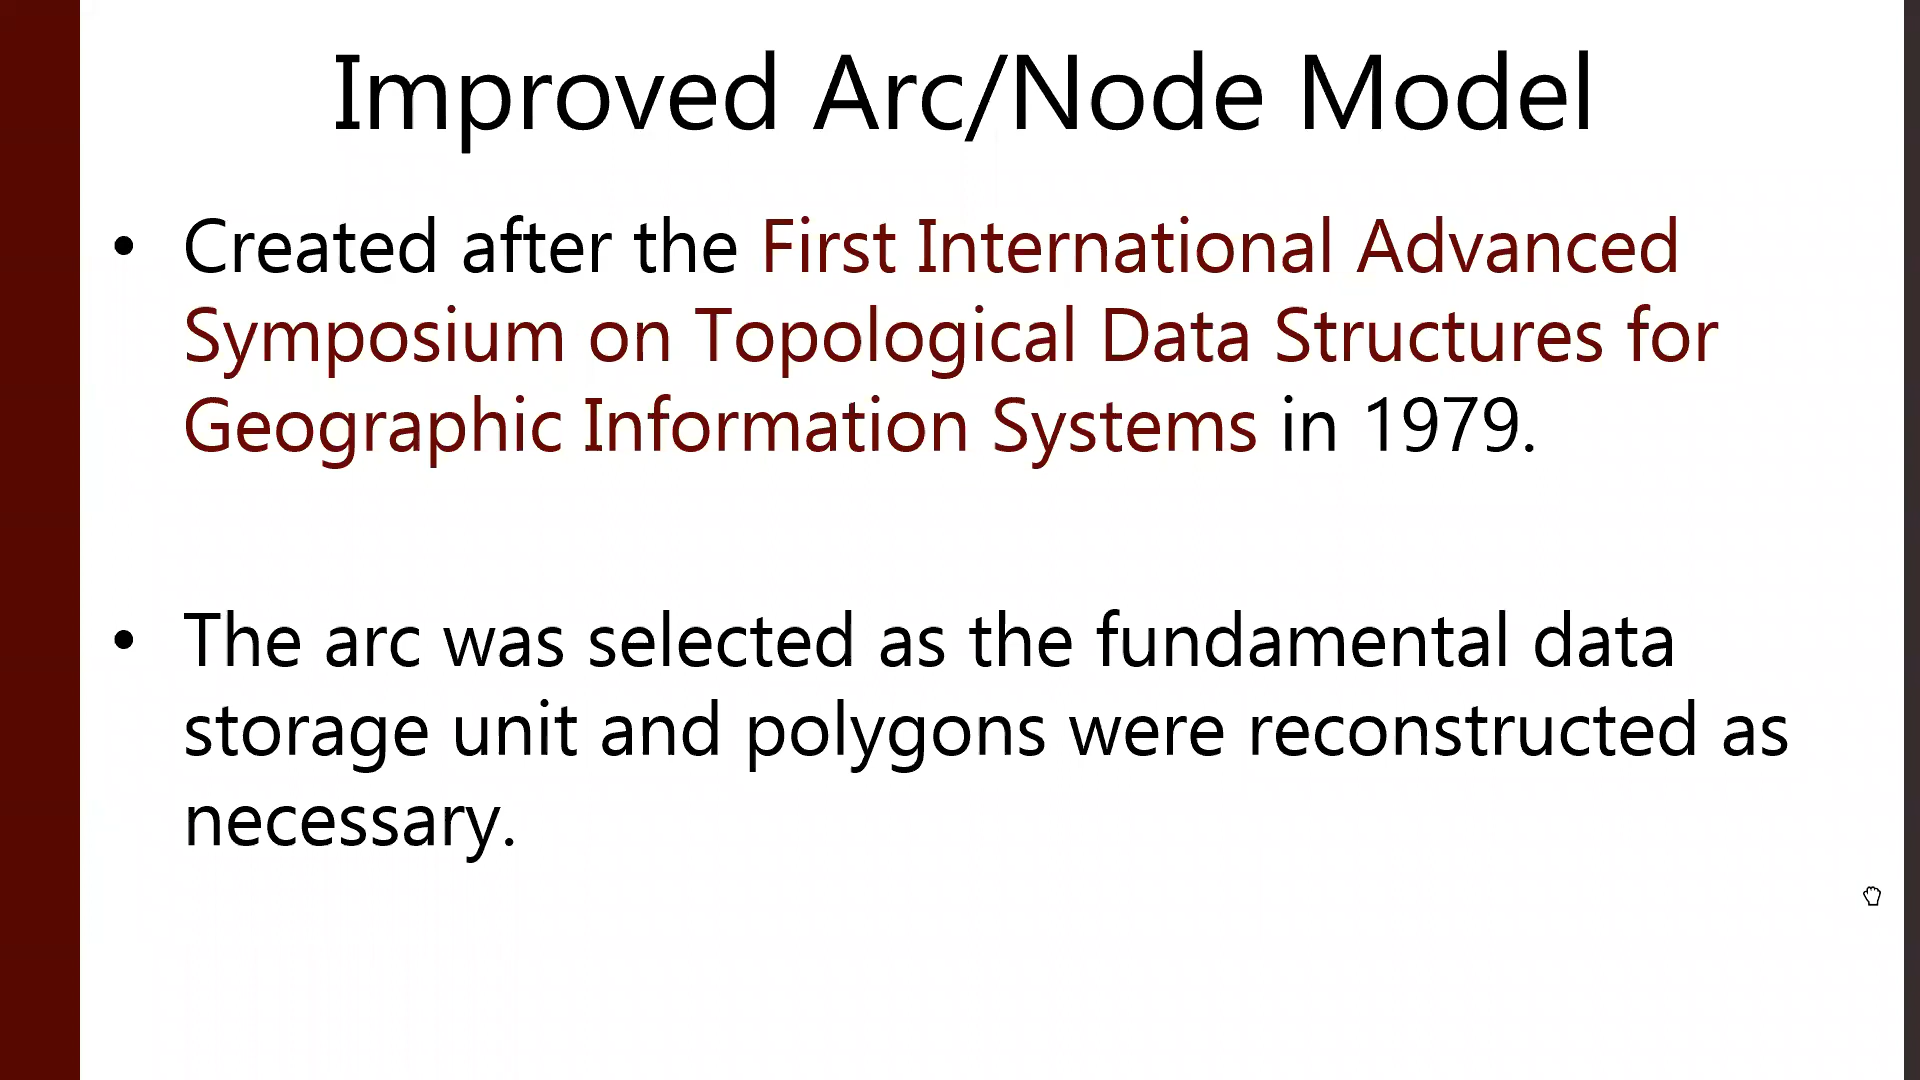 Improved Arc/Node Model
• Created after the First International Advanced
Symposium on Topological Data Structures for
Geographic Information Systems in 1979.
• The arc was selected as the fundamental data
storage unit and polygons were reconstructed as
necessary.